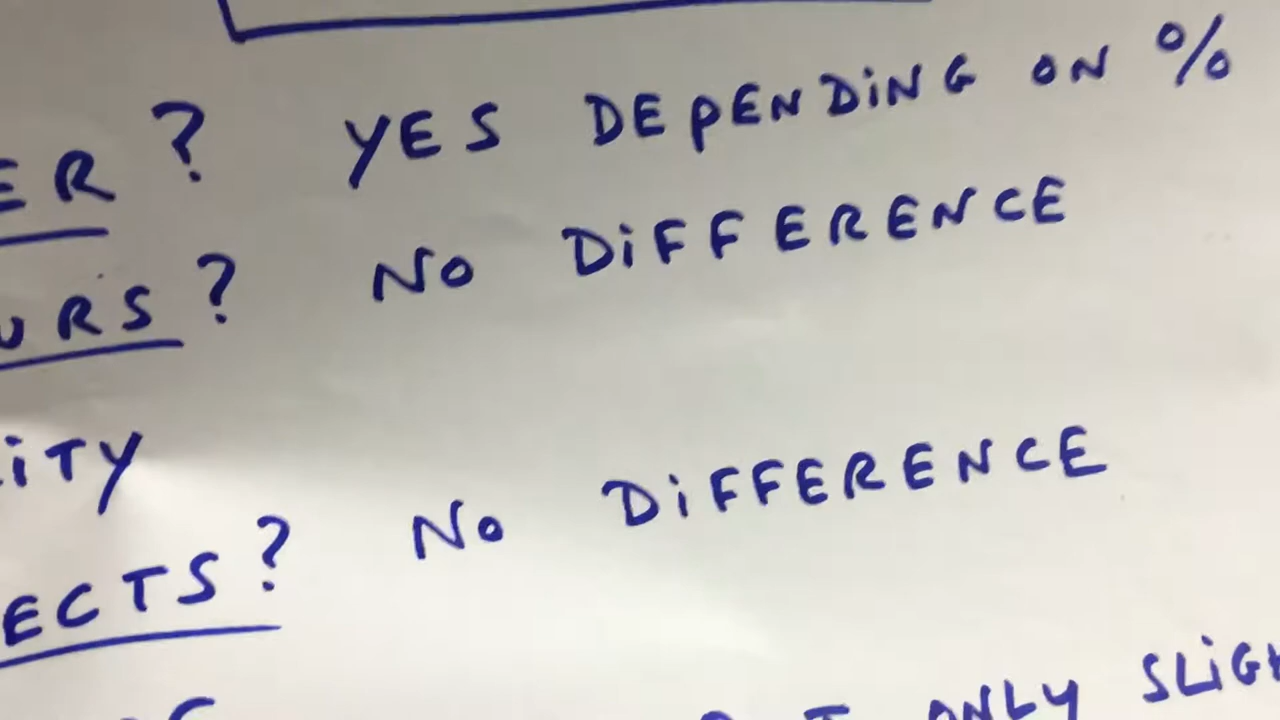 ER? YES DEPENDING ON %
URS? NO DIFFERENCE
ITY
ECTS? NO DIFFERENCE
ONLY